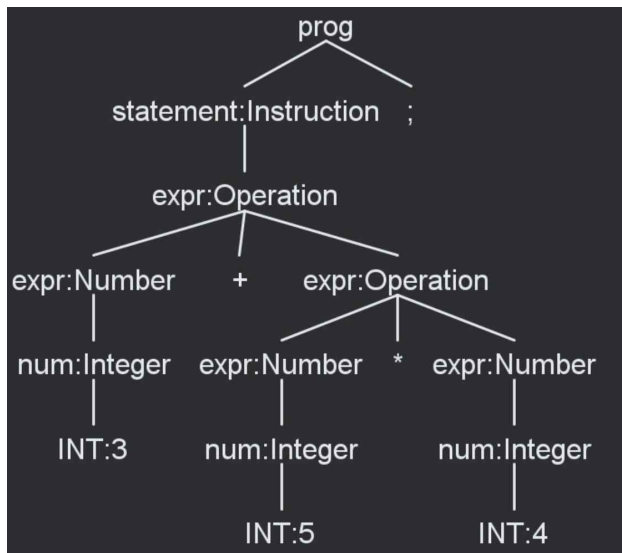 prog
statement:Instruction ;
expr:Operation
expr:Number + expr:Operation
num:Integer expr:Number * expr:Number
INT:3 num:Integer num:Integer
INT:5 INT:4